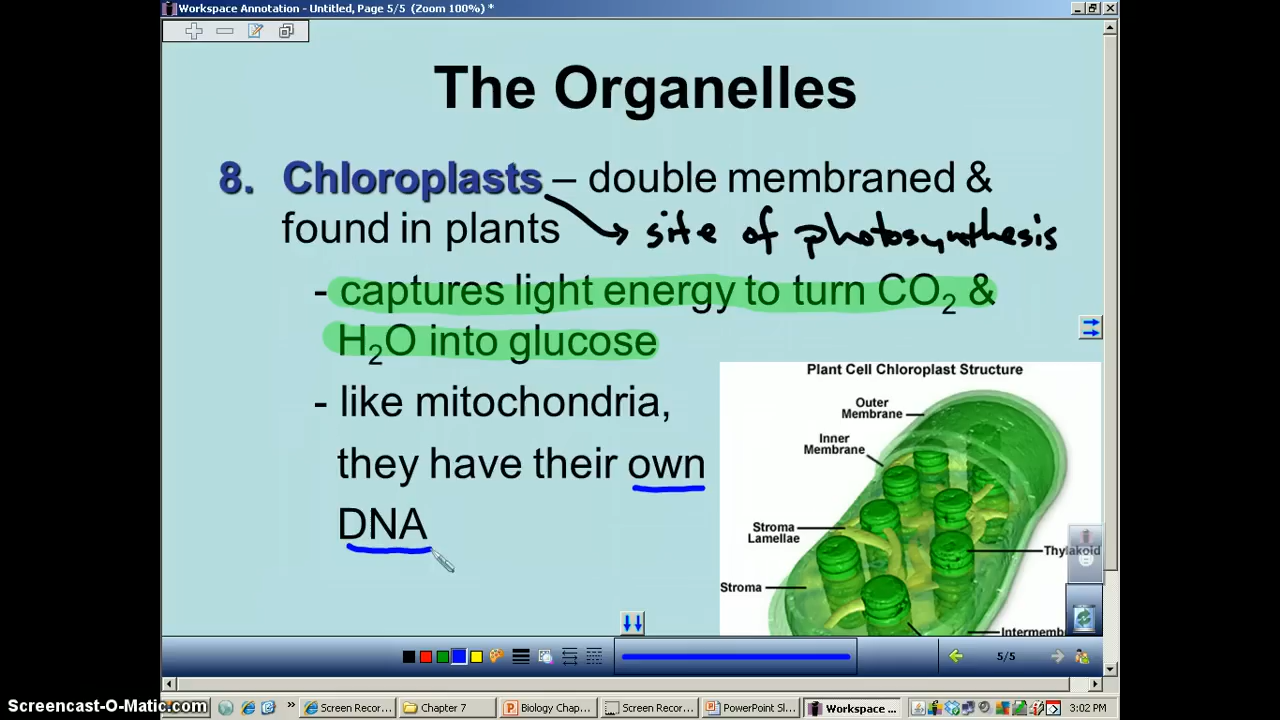 Workspace Annotation - Untitled, Page 5/5 (Zoom 100%) *
The Organelles
8. Chloroplasts – double membraned &
found in plants
site of photosynthesis
- captures light energy to turn CO₂ &
H₂O into glucose
- like mitochondria,
they have their own
DNA
Plant Cell Chloroplast Structure
Outer
Membrane
Inner
Membrane
Stroma
Lamellae
Thylakoid
Stroma
Intermemb
5/5
Screencast-O-Matic.com
Screen Recor...
Chapter 7
Biology Chap...
Screen Recor...
PowerPoint Sl...
Workspace ...
3:02 PM